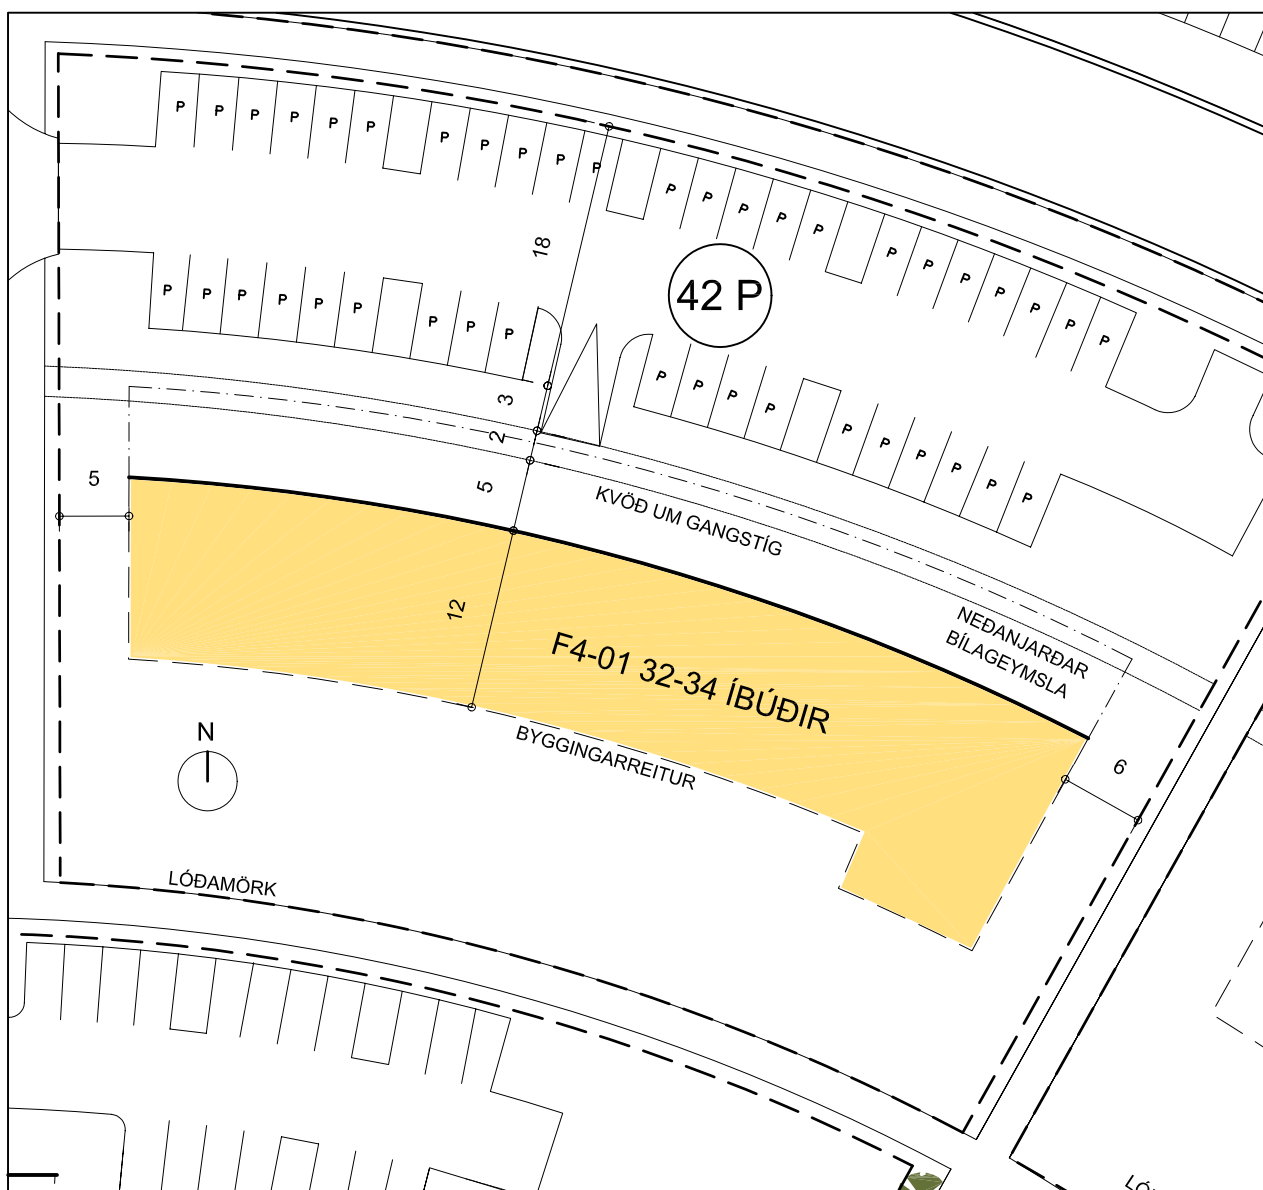 P P P P P P P P P P P P P P P P P P P P P P P
18
42 P
P P P P P P P P P P P P P P P P P P P
3
2
5
5
KVÖÐ UM GANGSTÍG
NEÐANJARÐAR
BÍLAGEYMSLA
12
F4-01 32-34 ÍBÚÐIR
BYGGINGARREITUR
N
6
LÓÐAMÖRK